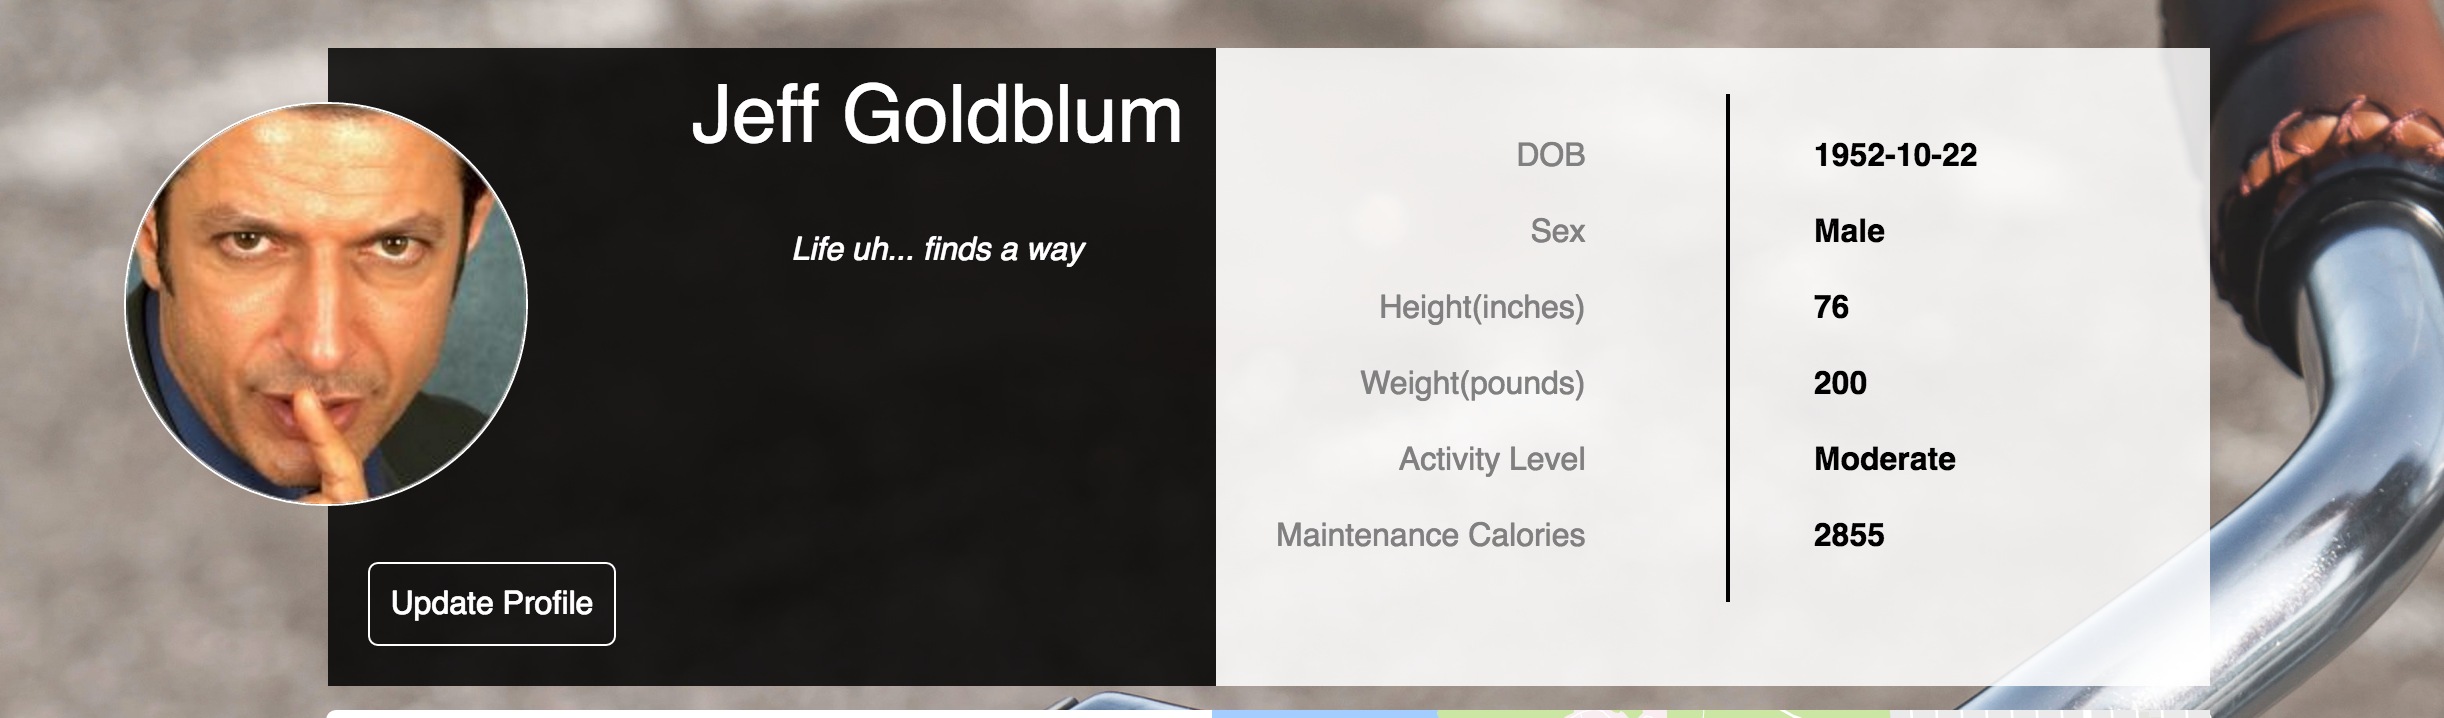 Jeff Goldblum
Life uh... finds a way
Update Profile
DOB 1952-10-22
Sex Male
Height(inches) 76
Weight(pounds) 200
Activity Level Moderate
Maintenance Calories 2855